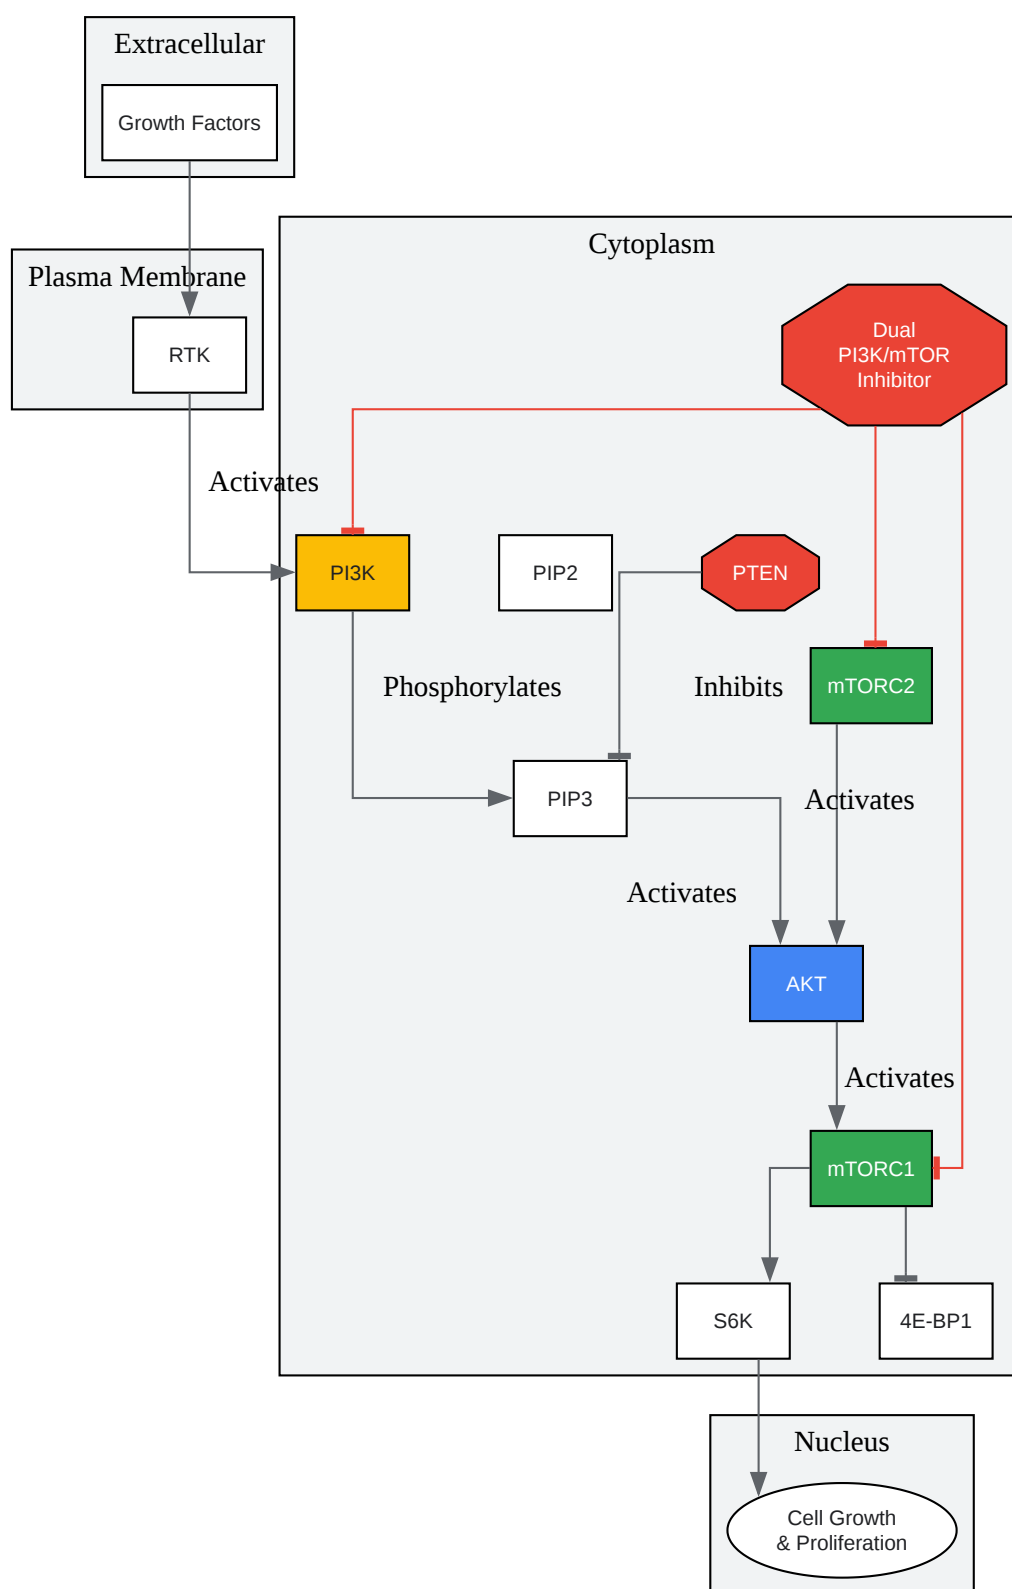 Extracellular
Growth Factors
Cytoplasm
Plasma Membrane
Dual
PI3K/mTOR
Inhibitor
RTK
Activates
PI3K
PIP2
PTEN
Phosphorylates
Inhibits
mTORC2
PIP3
Activates
Activates
AKT
Activates
mTORC1
S6K
4E-BP1
Nucleus
Cell Growth
& Proliferation